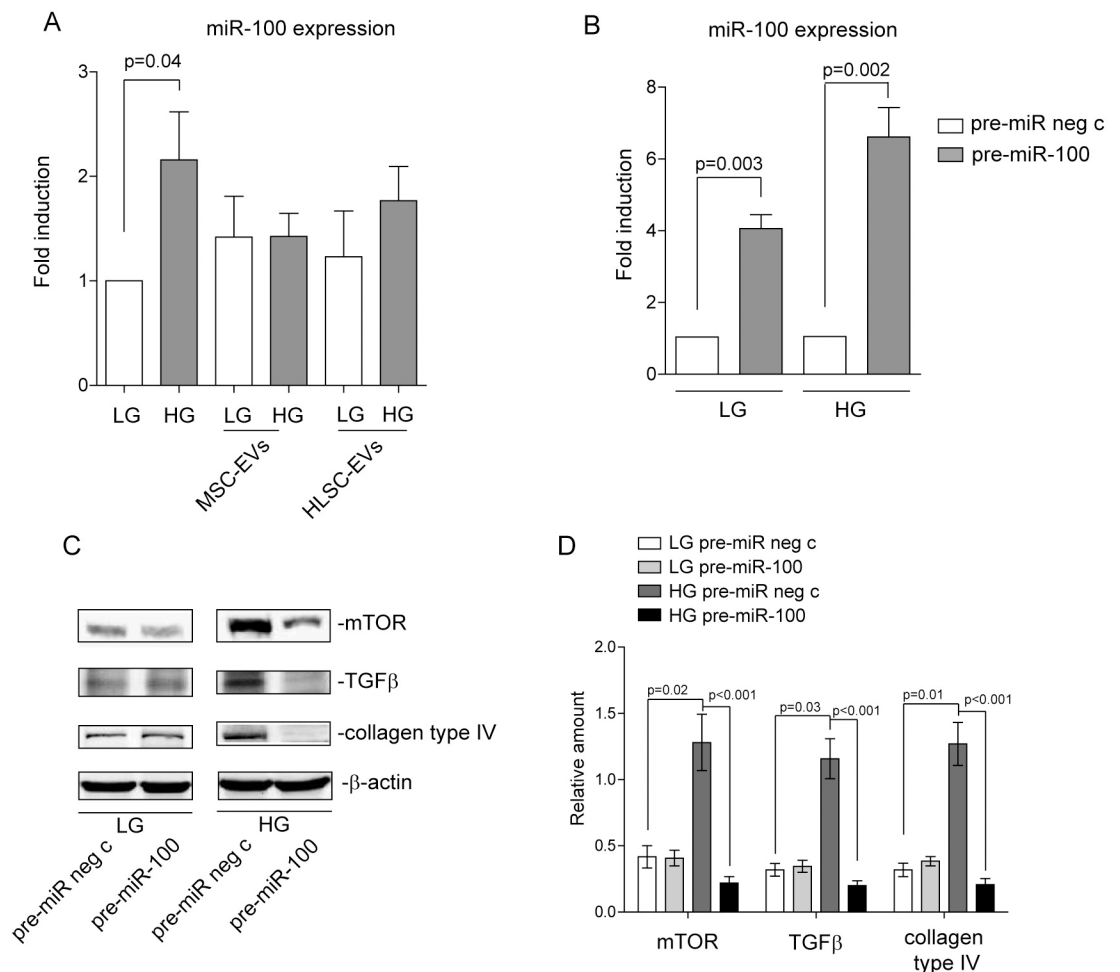 A
miR-100 expression
p=0.04
3
2
1
0
Fold induction
LG HG LG HG LG HG
MSC-EVs
HLSC-EVs
B
miR-100 expression
p=0.002
p=0.003
8
6
4
2
0
Fold induction
LG HG
pre-miR neg c
pre-miR-100
C
-mTOR
-TGFβ
-collagen type IV
-β-actin
LG HG
pre-miR neg c
pre-miR-100
pre-miR neg c
pre-miR-100
D
LG pre-miR neg c
LG pre-miR-100
HG pre-miR neg c
HG pre-miR-100
2.0
1.5
1.0
0.5
0.0
Relative amount
p=0.02 p<0.001
p=0.03 p<0.001
p=0.01 p<0.001
mTOR
TGFβ
collagen
type IV